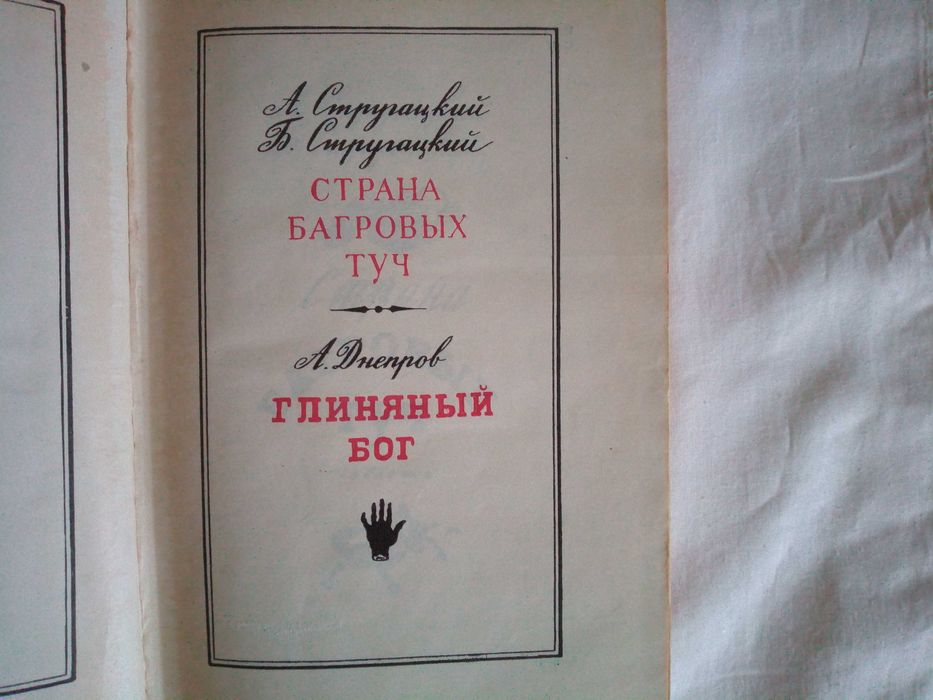 А. Стругацкий
Б. Стругацкий
СТРАНА
БАГРОВЫХ
ТУЧ
А. Днепров
ГЛИНЯНЫЙ
БОГ